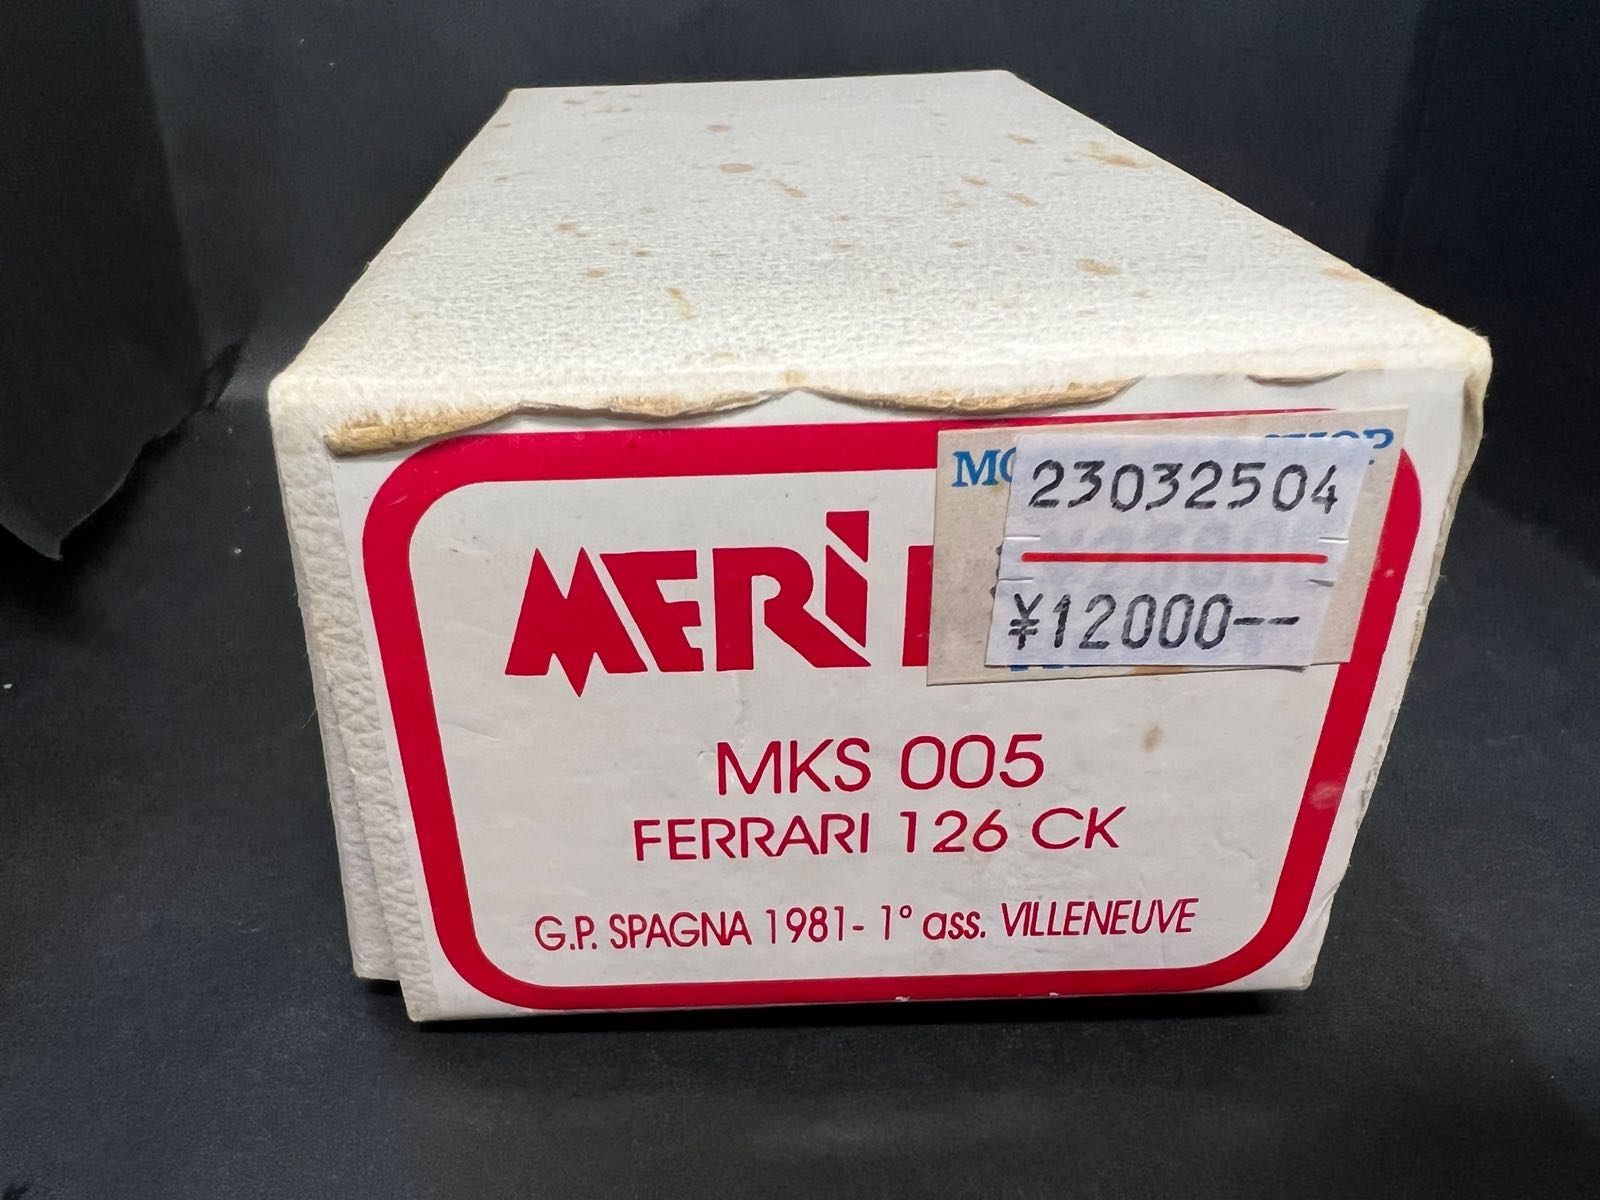 23032504
¥12000--
MERI
MKS 005
FERRARI 126 CK
G.P. SPAGNA 1981- 1° ass. VILLENEUVE